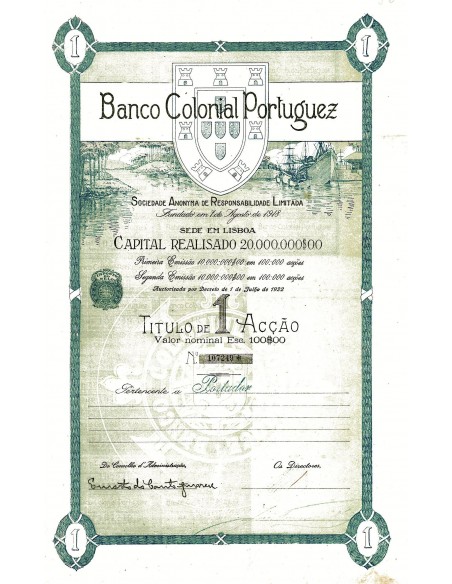 1 1
Banco Colonial Portuguez
Sociedade Anonyma de Responsabilidade Limitada
Fundado em 1 de Agosto de 1918
SEDE EM LISBOA
CAPITAL REALISADO 20.000.000$00
Primeira Emissão 10.000.000$00 em 100.000 acções
Segunda Emissão 10.000.000$00 em 100.000 acções
Auctorizada por Decreto de 1 de Julho de 1922
TITULO DE 1 ACÇÃO
Valor nominal Esc. 100$00
Nº 107249 *
Pertencente a Portador
Do Conselho d'Administração, Os Directores,
1 1